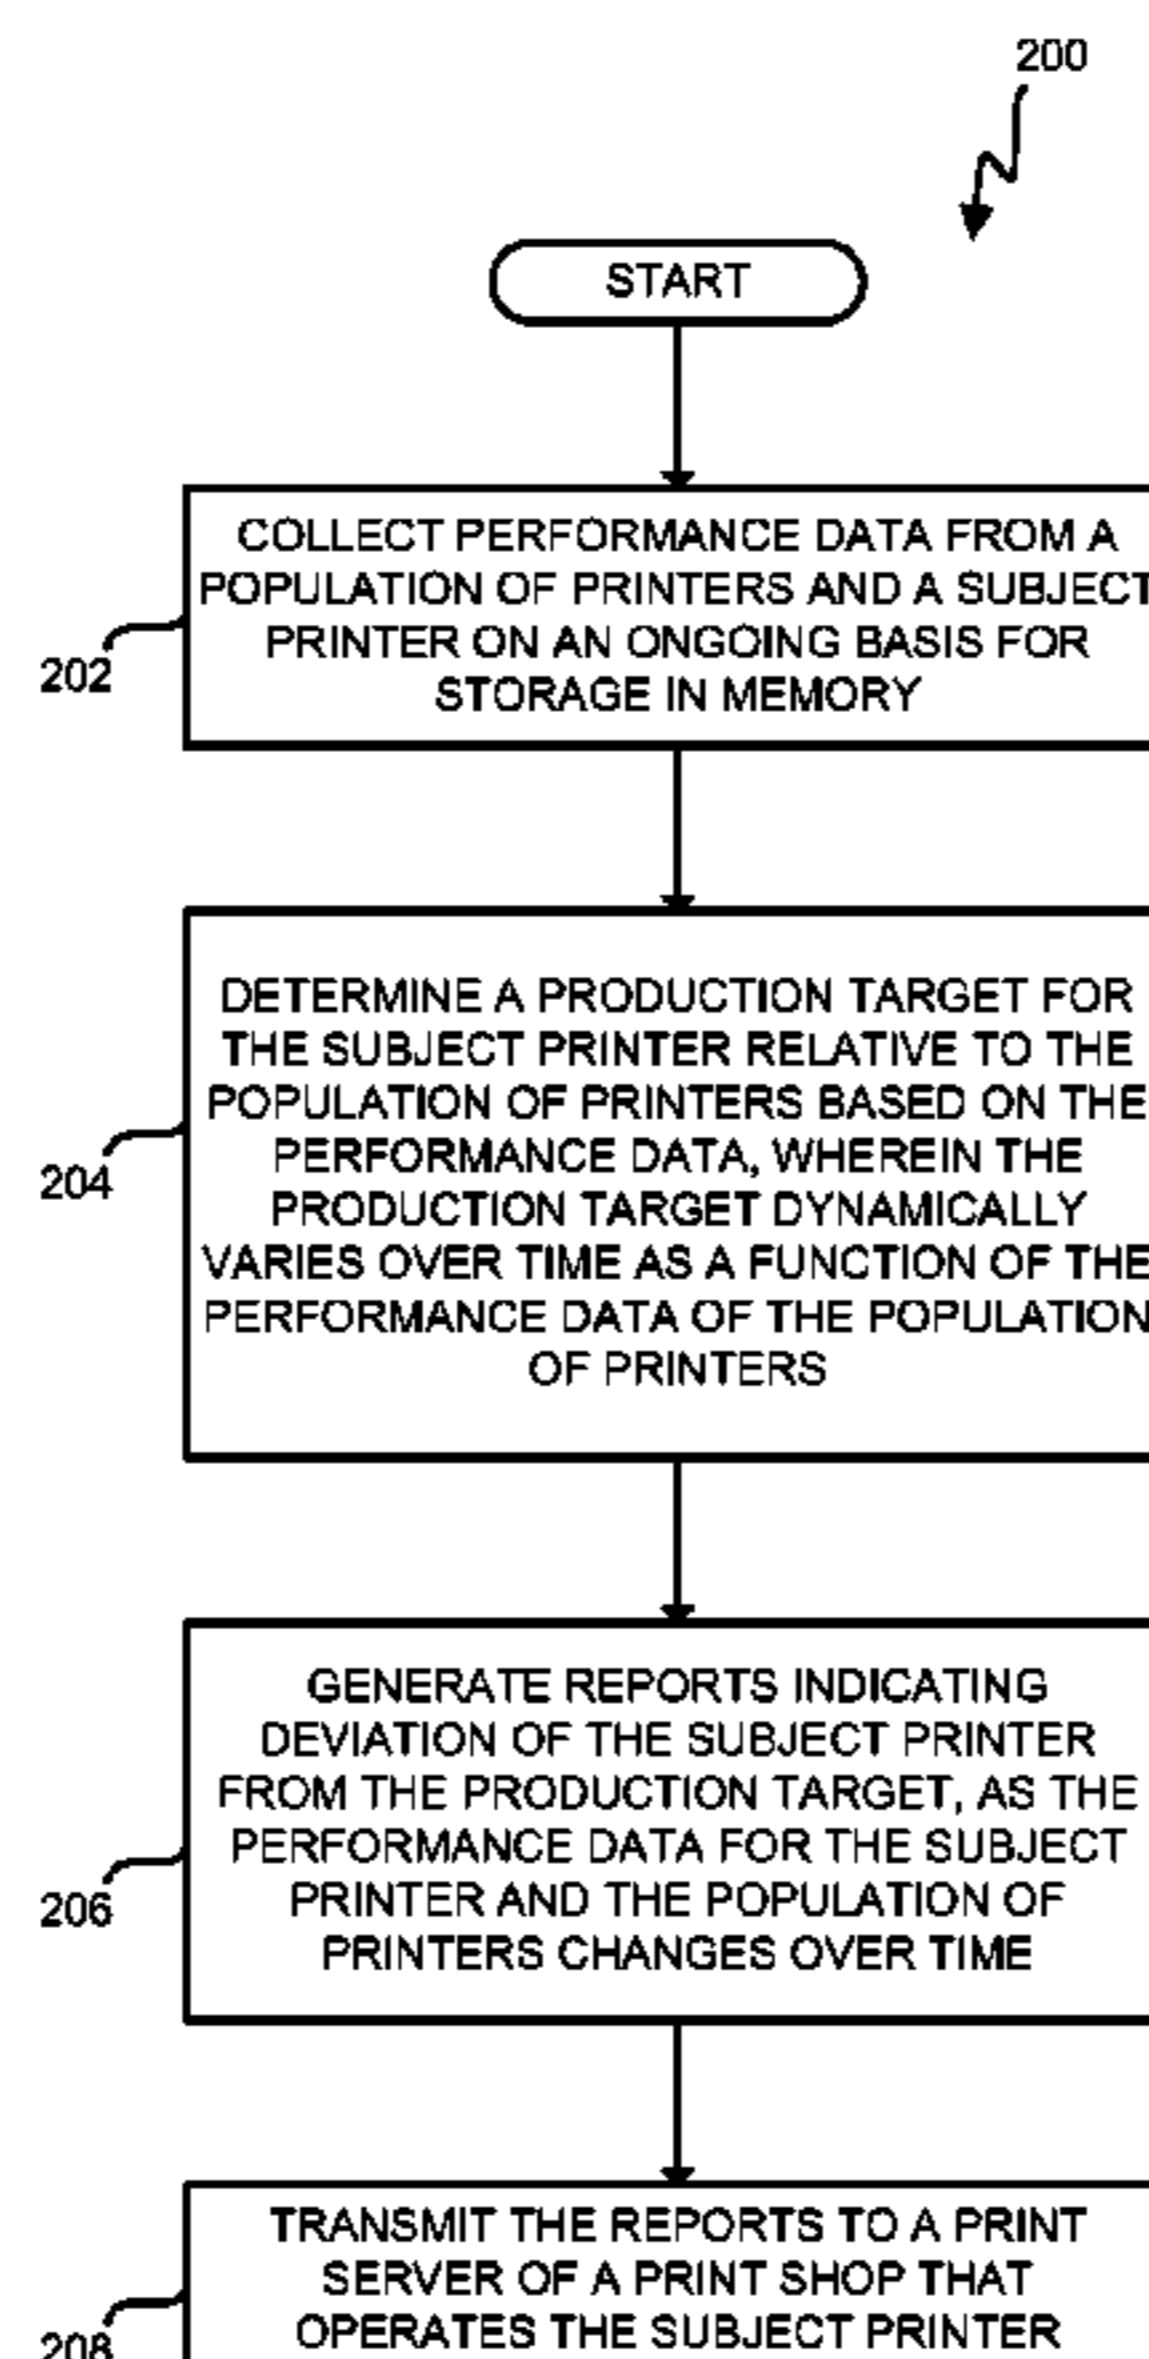 200
START
COLLECT PERFORMANCE DATA FROM A
POPULATION OF PRINTERS AND A SUBJECT
PRINTER ON AN ONGOING BASIS FOR
STORAGE IN MEMORY
202
DETERMINE A PRODUCTION TARGET FOR
THE SUBJECT PRINTER RELATIVE TO THE
POPULATION OF PRINTERS BASED ON THE
PERFORMANCE DATA, WHEREIN THE
PRODUCTION TARGET DYNAMICALLY
VARIES OVER TIME AS A FUNCTION OF THE
PERFORMANCE DATA OF THE POPULATION
OF PRINTERS
204
GENERATE REPORTS INDICATING
DEVIATION OF THE SUBJECT PRINTER
FROM THE PRODUCTION TARGET, AS THE
PERFORMANCE DATA FOR THE SUBJECT
PRINTER AND THE POPULATION OF
PRINTERS CHANGES OVER TIME
206
TRANSMIT THE REPORTS TO A PRINT
SERVER OF A PRINT SHOP THAT
OPERATES THE SUBJECT PRINTER
208